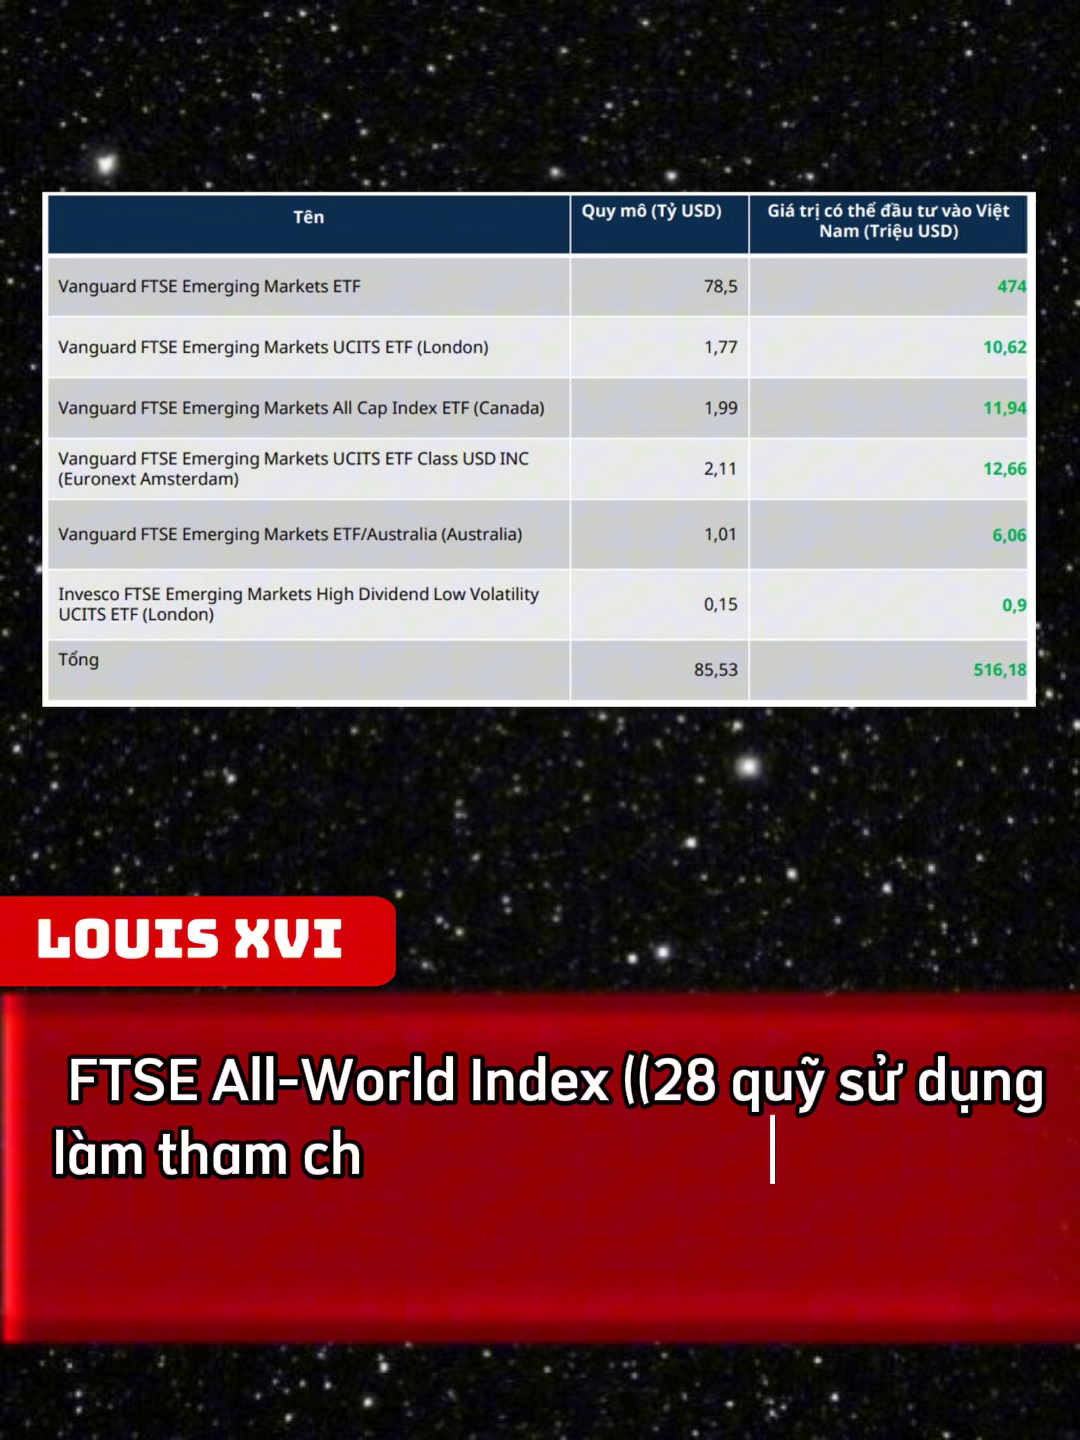 Tên
Quy mô (Tỷ USD)
Giá trị có thể đầu tư vào Việt
Nam (Triệu USD)
Vanguard FTSE Emerging Markets ETF
78,5
474
Vanguard FTSE Emerging Markets UCITS ETF (London)
1,77
10,62
Vanguard FTSE Emerging Markets All Cap Index ETF (Canada)
1,99
11,94
Vanguard FTSE Emerging Markets UCITS ETF Class USD INC
(Euronext Amsterdam)
2,11
12,66
Vanguard FTSE Emerging Markets ETF/Australia (Australia)
1,01
6,06
Invesco FTSE Emerging Markets High Dividend Low Volatility
UCITS ETF (London)
0,15
0,9
Tổng
85,53
516,18
LOUIS XVI
FTSE All-World Index ((28 quỹ sử dụng
làm tham ch